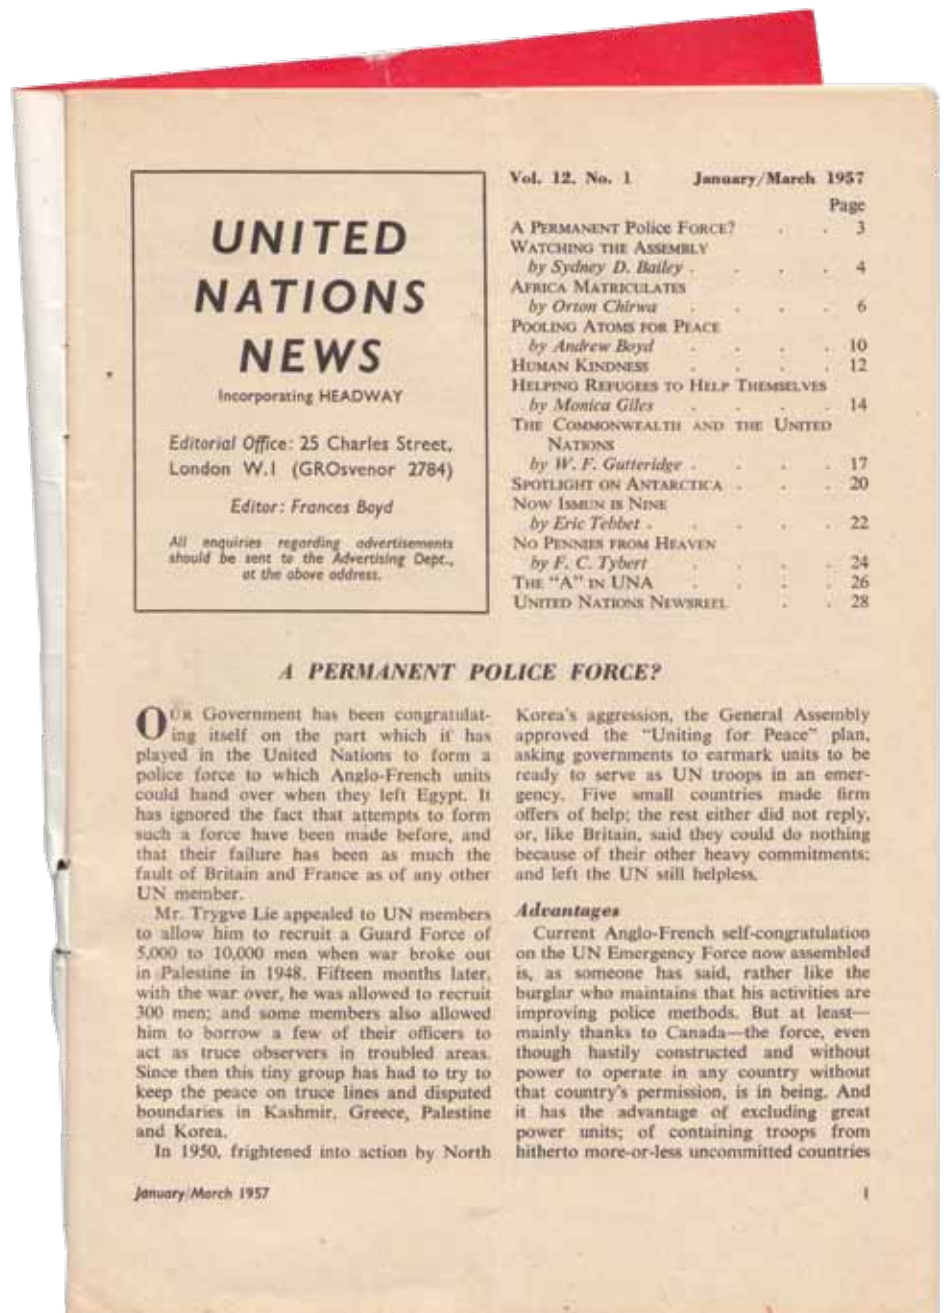 UNITED
NATIONS
NEWS
Incorporating HEADWAY
Editorial Office: 25 Charles Street,
London W.1 (GROsvenor 2784)
Editor: Frances Boyd
All enquiries regarding advertisements
should be sent to the Advertising Dept.,
at the above address.
Vol. 12, No. 1 January/March 1957
Page
A PERMANENT Police FORCE? . . 3
WATCHING THE ASSEMBLY
by Sydney D. Bailey . . . . 4
AFRICA MATRICULATES
by Orton Chirwa . . . . 6
POOLING ATOMS FOR PEACE
by Andrew Boyd . . . . 10
HUMAN KINDNESS . . . . 12
HELPING REFUGEES TO HELP THEMSELVES
by Monica Giles . . . . 14
THE COMMONWEALTH AND THE UNITED
NATIONS
by W. F. Gutteridge . . . . 17
SPOTLIGHT ON ANTARCTICA . . . 20
NOW ISMUN IS NINE
by Eric Tebbet . . . . . 22
NO PENNIES FROM HEAVEN
by F. C. Tybert . . . . 24
THE "A" IN UNA . . . . 26
UNITED NATIONS NEWSREEL . . 28
A PERMANENT POLICE FORCE?
OUR Government has been congratulat-
ing itself on the part which it has
played in the United Nations to form a
police force to which Anglo-French units
could hand over when they left Egypt. It
has ignored the fact that attempts to form
such a force have been made before, and
that their failure has been as much the
fault of Britain and France as of any other
UN member.
Mr. Trygve Lie appealed to UN members
to allow him to recruit a Guard Force of
5,000 to 10,000 men when war broke out
in Palestine in 1948. Fifteen months later,
with the war over, he was allowed to recruit
300 men; and some members also allowed
him to borrow a few of their officers to
act as truce observers in troubled areas.
Since then this tiny group has had to try to
keep the peace on truce lines and disputed
boundaries in Kashmir, Greece, Palestine
and Korea.
In 1950, frightened into action by North
Korea's aggression, the General Assembly
approved the "Uniting for Peace" plan,
asking governments to earmark units to be
ready to serve as UN troops in an emer-
gency. Five small countries made firm
offers of help; the rest either did not reply,
or, like Britain, said they could do nothing
because of their other heavy commitments;
and left the UN still helpless.
Advantages
Current Anglo-French self-congratulation
on the UN Emergency Force now assembled
is, as someone has said, rather like the
burglar who maintains that his activities are
improving police methods. But at least—
mainly thanks to Canada—the force, even
though hastily constructed and without
power to operate in any country without
that country's permission, is in being. And
it has the advantage of excluding great
power units; of containing troops from
hitherto more-or-less uncommitted countries
January/March 1957 1